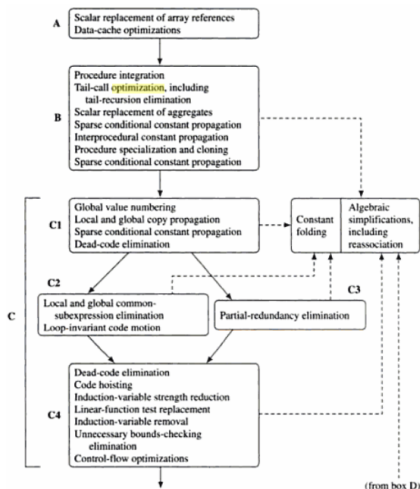 A
Scalar replacement of array references
Data-cache optimizations
B
Procedure integration
Tail-call optimization, including
tail-recursion elimination
Scalar replacement of aggregates
Sparse conditional constant propagation
Interprocedural constant propagation
Procedure specialization and cloning
Sparse conditional constant propagation
C
C1
Global value numbering
Local and global copy propagation
Sparse conditional constant propagation
Dead-code elimination
Constant
folding
Algebraic
simplifications,
including
reassociation
C2
Local and global common-
subexpression elimination
Loop-invariant code motion
C3
Partial-redundancy elimination
C4
Dead-code elimination
Code hoisting
Induction-variable strength reduction
Linear-function test replacement
Induction-variable removal
Unnecessary bounds-checking
elimination
Control-flow optimizations
(from box D)